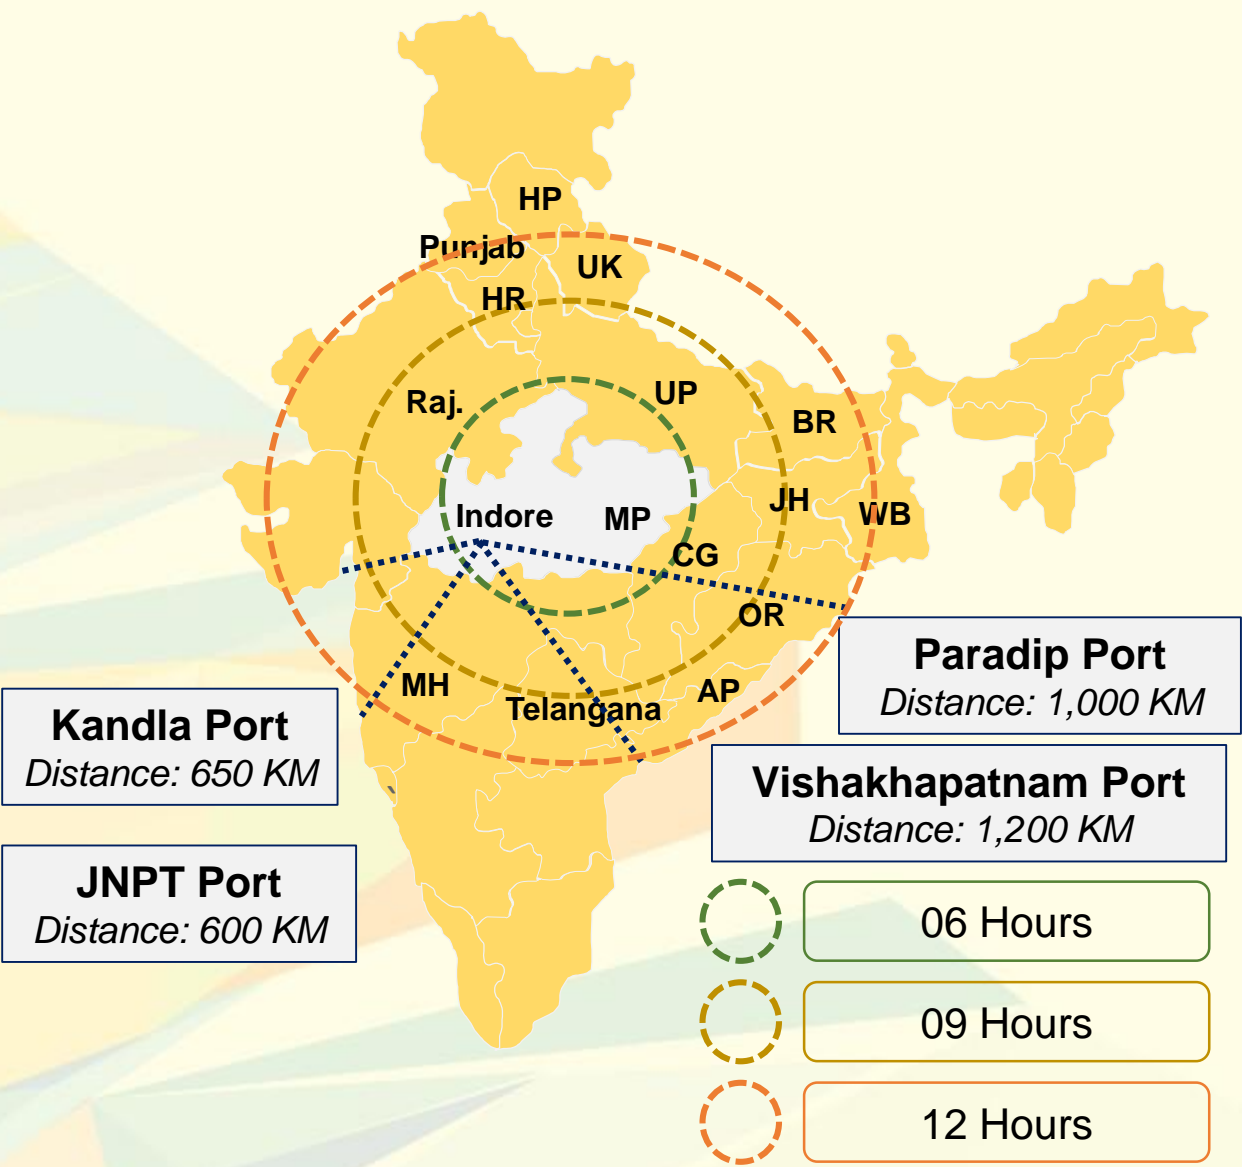 HP
Punjab
UK
HR
Raj.
UP
BR
JH
WB
Indore
MP
CG
OR
MH
AP
Telangana
Paradip Port
Distance: 1,000 KM
Kandla Port
Distance: 650 KM
Vishakhapatnam Port
Distance: 1,200 KM
JNPT Port
Distance: 600 KM
06 Hours
09 Hours
12 Hours